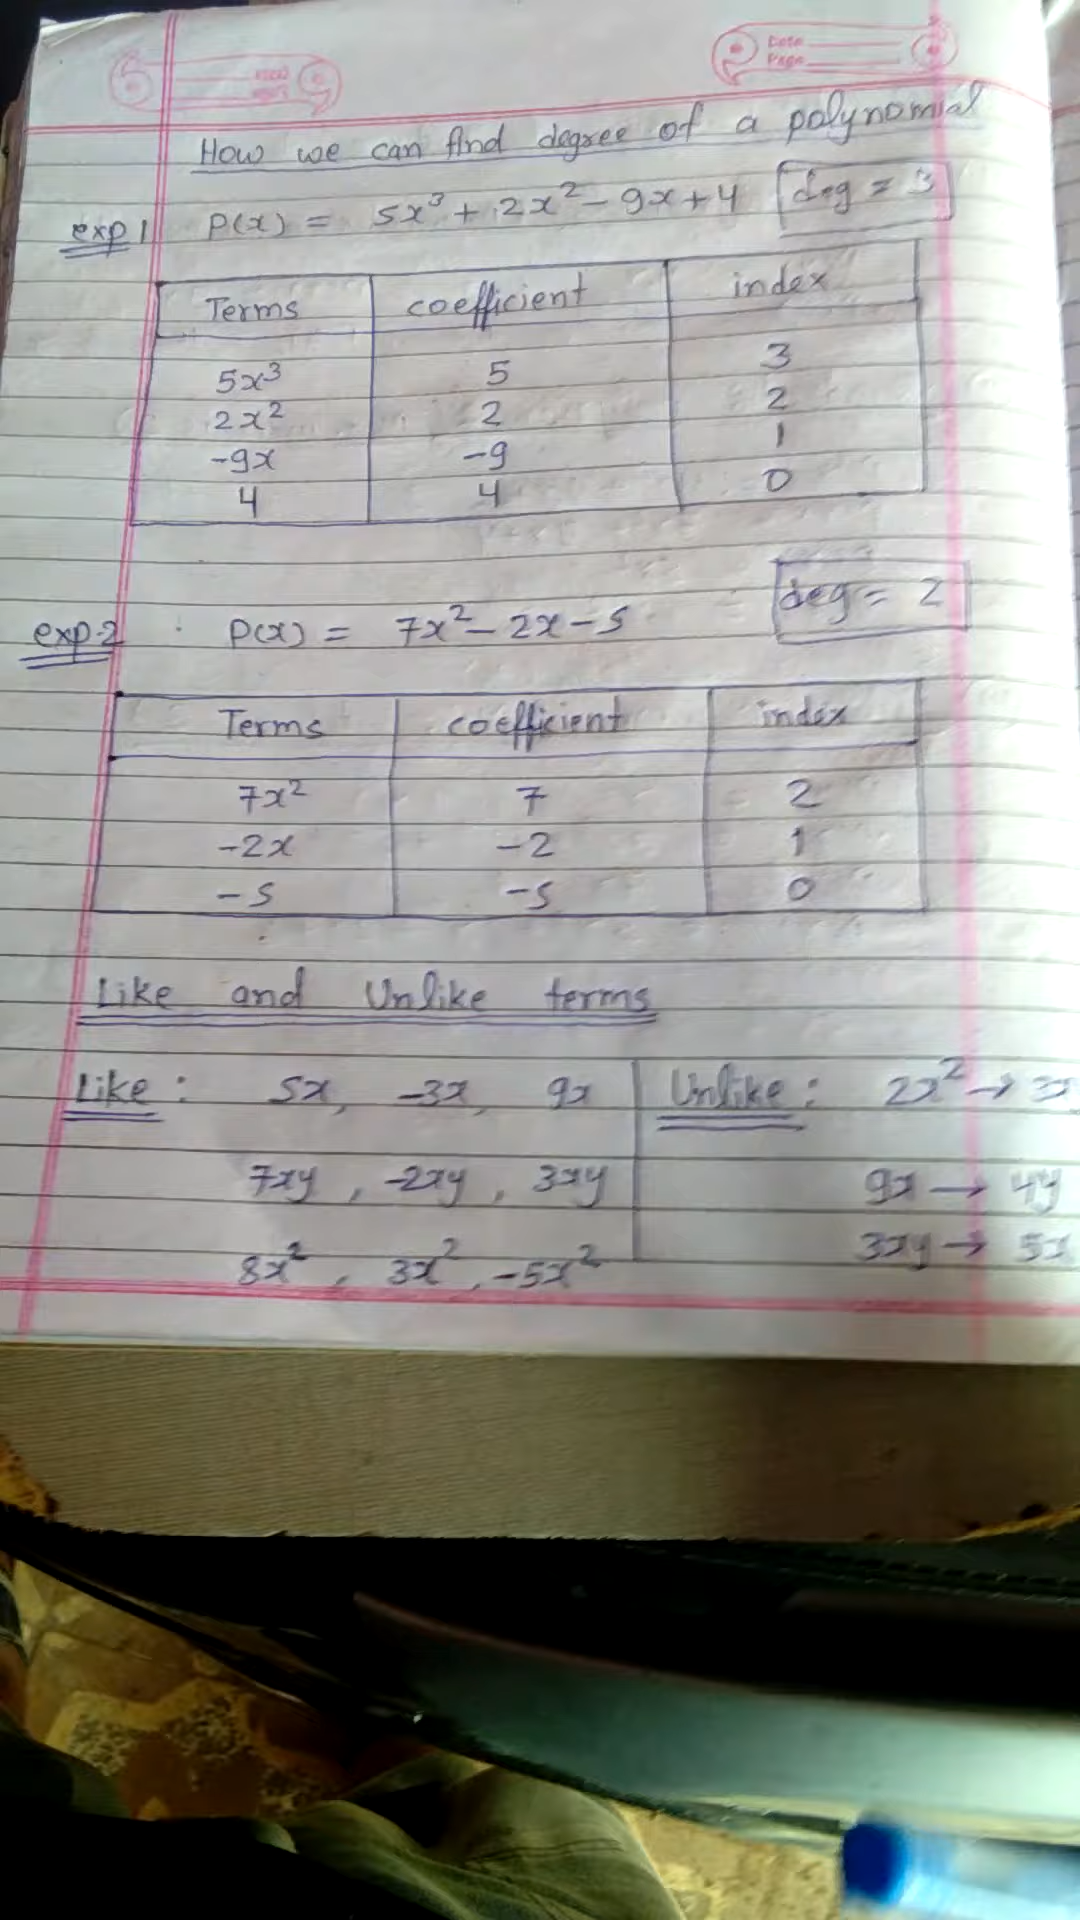 Date
Page
How we can find degree of a polynomial
exp 1 P(x) = 5x³ + 2x² - 9x + 4 deg = 3
Terms coefficient index
5x³ 5 3
2x² 2 2
-9x -9 1
4 4 0
exp-2 P(x) = 7x² - 2x - 5 deg = 2
Terms coefficient index
7x² 7 2
-2x -2 1
-5 -5 0
Like and Unlike terms
Like : 5x, -3x, 9x Unlike : 2x² → 3x
7xy, -2xy, 3xy 9x → 4y
8x², 3x², -5x² 3xy → 5x